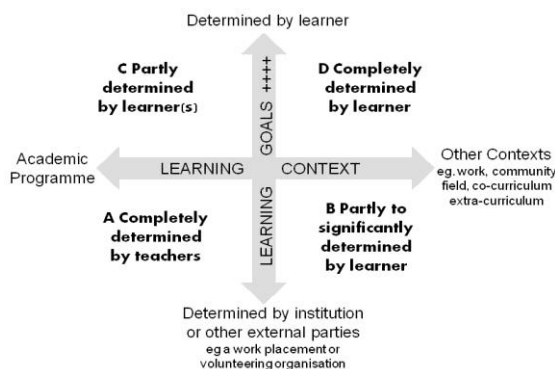 Determined by learner
C Partly
determined
by learner(s)
GOALS ++++
D Completely
determined
by learner
Academic
Programme
LEARNING CONTEXT
Other Contexts
eg. work, community
field, co-curriculum
extra-curriculum
A Completely
determined
by teachers
LEARNING
B Partly to
significantly
determined
by learner
Determined by institution
or other external parties
eg a work placement or
volunteering organisation